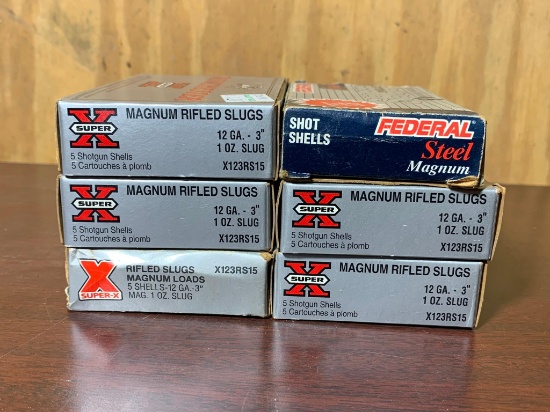 X
SUPER
MAGNUM RIFLED SLUGS
12 GA. - 3"
1 OZ. SLUG
5 Shotgun Shells
5 Cartouches à plomb
X123RS15
SHOT
SHELLS
FEDERAL
Steel
Magnum
X
SUPER
MAGNUM RIFLED SLUGS
12 GA. - 3"
1 OZ. SLUG
5 Shotgun Shells
5 Cartouches à plomb
X123RS15
X
SUPER
MAGNUM RIFLED SLUGS
12 GA. - 3"
1 OZ. SLUG
5 Shotgun Shells
5 Cartouches à plomb
X123RS15
X
SUPER-X
RIFLED SLUGS X123RS15
MAGNUM LOADS
5 SHELLS-12 GA.-3"
MAG. 1 OZ. SLUG
X
SUPER
MAGNUM RIFLED SLUGS
12 GA. - 3"
1 OZ. SLUG
5 Shotgun Shells
5 Cartouches à plomb
X123RS15